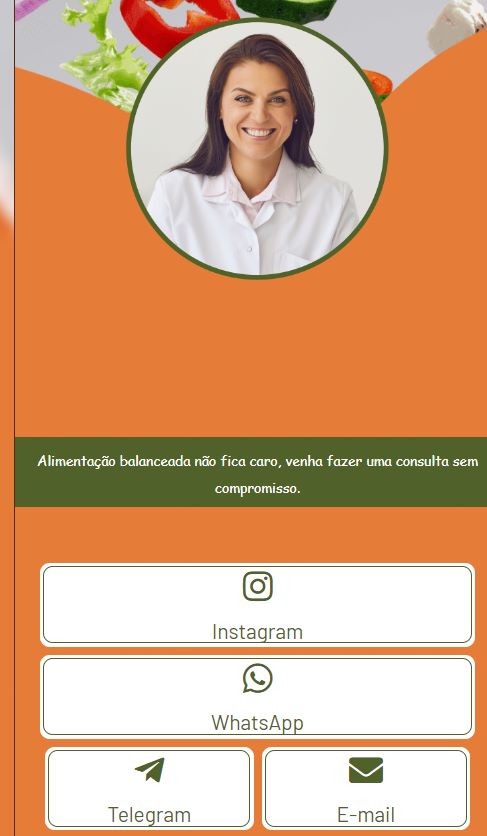 Alimentação balanceada não fica caro, venha fazer uma consulta sem
compromisso.
Instagram
WhatsApp
Telegram
E-mail